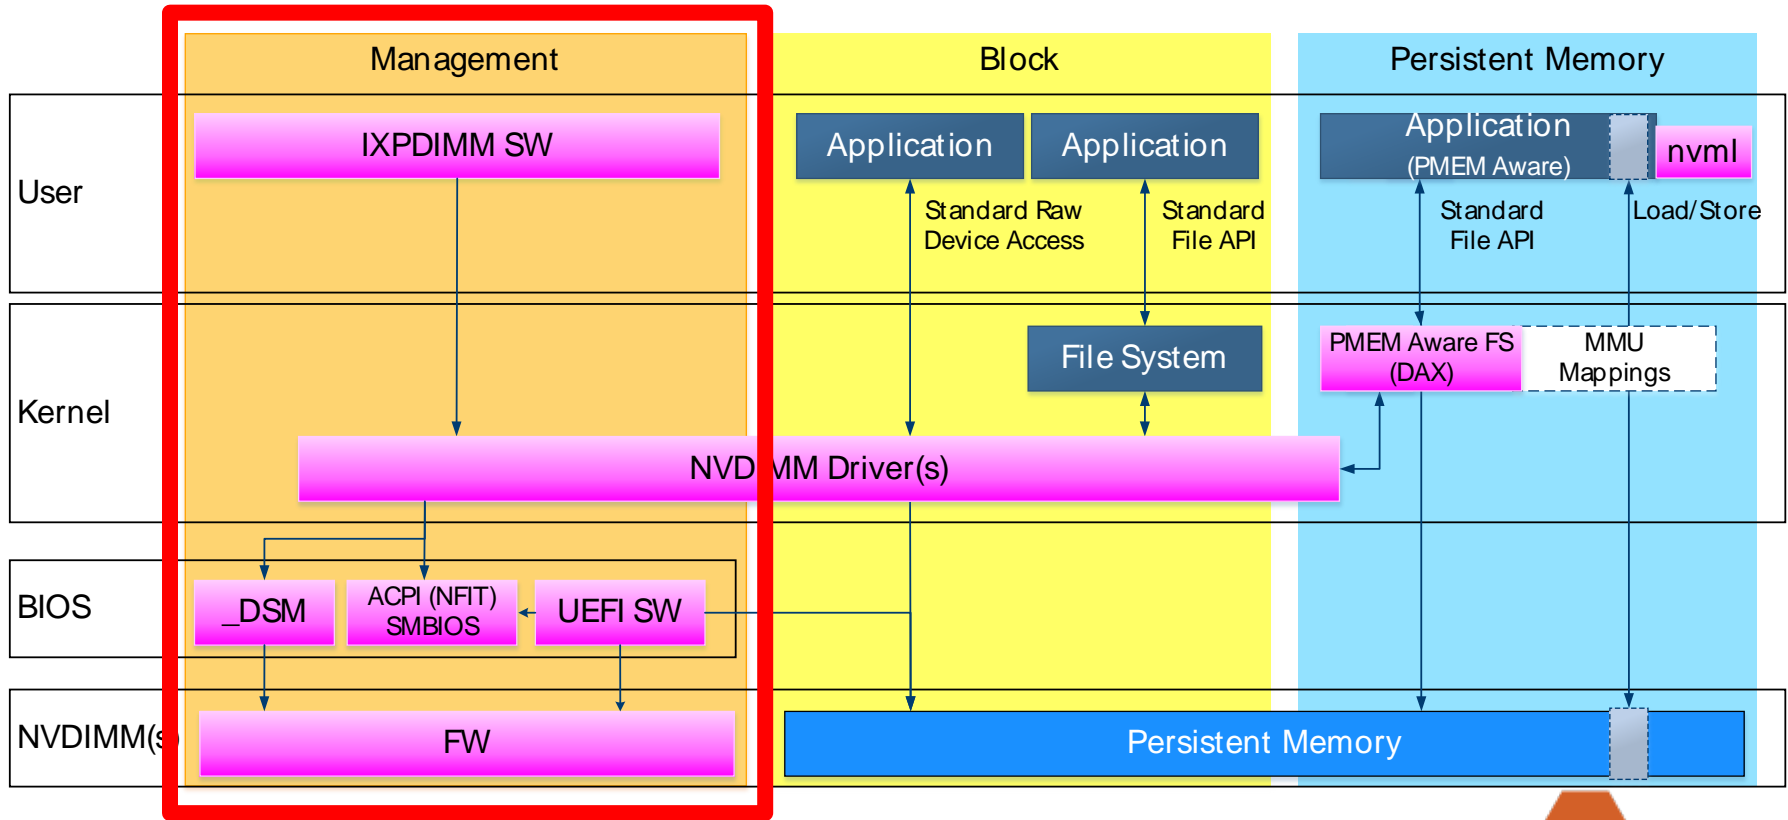 Management
Block
Persistent Memory
User
IXPDIMM SW
Application
Application
Application
(PMEM Aware)
nvml
Standard Raw
Device Access
Standard
File API
Standard
File API
Load/Store
Kernel
File System
PMEM Aware FS
(DAX)
MMU
Mappings
NVDIMM Driver(s)
BIOS
_DSM
ACPI (NFIT)
SMBIOS
UEFI SW
NVDIMM(s)
FW
Persistent Memory